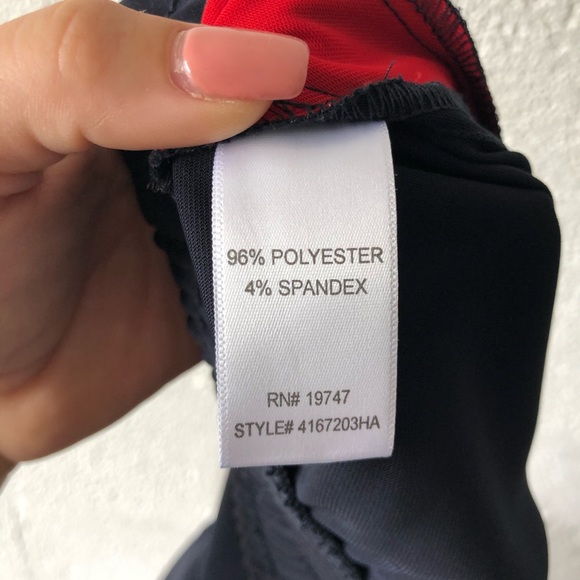 96% POLYESTER
4% SPANDEX
RN# 19747
STYLE# 4167203HA